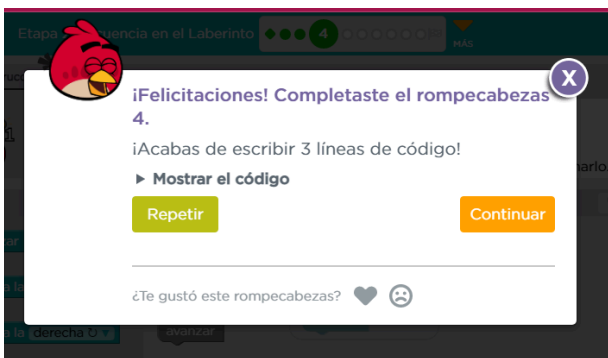 Etapa
uencia en el Laberinto
4
MÁS
X
¡Felicitaciones! Completaste el rompecabezas
4.
¡Acabas de escribir 3 líneas de código!
▶ Mostrar el código
Repetir
Continuar
¿Te gustó este rompecabezas?
a la derecha ↻ ▼
avanzar